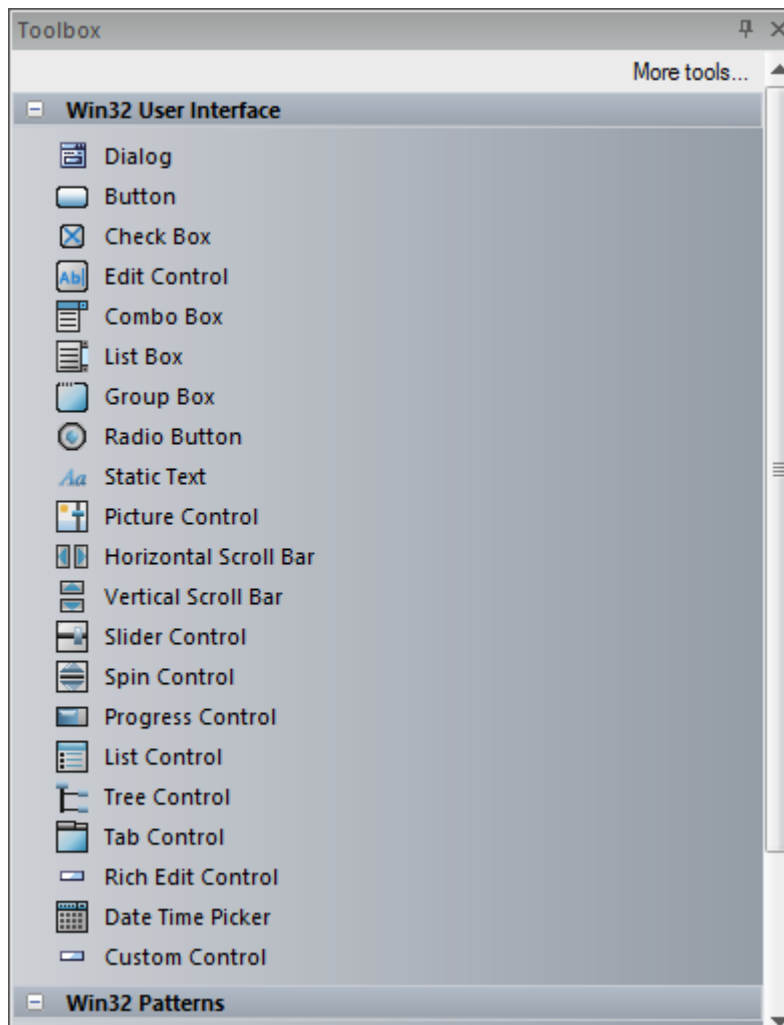 Toolbox
More tools...
Win32 User Interface
Dialog
Button
Check Box
Ab Edit Control
Combo Box
List Box
Group Box
Radio Button
Aa Static Text
Picture Control
Horizontal Scroll Bar
Vertical Scroll Bar
Slider Control
Spin Control
Progress Control
List Control
Tree Control
Tab Control
Rich Edit Control
Date Time Picker
Custom Control
Win32 Patterns